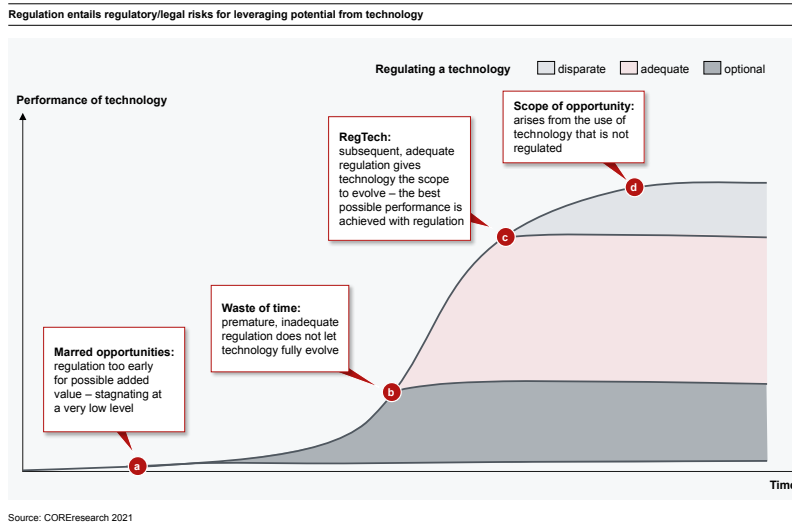 Regulation entails regulatory/legal risks for leveraging potential from technology
Regulating a technology
disparate
adequate
optional
Performance of technology
Scope of opportunity:
arises from the use of
technology that is not
regulated
RegTech:
subsequent, adequate
regulation gives
technology the scope
to evolve – the best
possible performance is
achieved with regulation
d
c
Waste of time:
premature, inadequate
regulation does not let
technology fully evolve
b
Marred opportunities:
regulation too early
for possible added
value – stagnating at
a very low level
a
Time
Source: COREresearch 2021